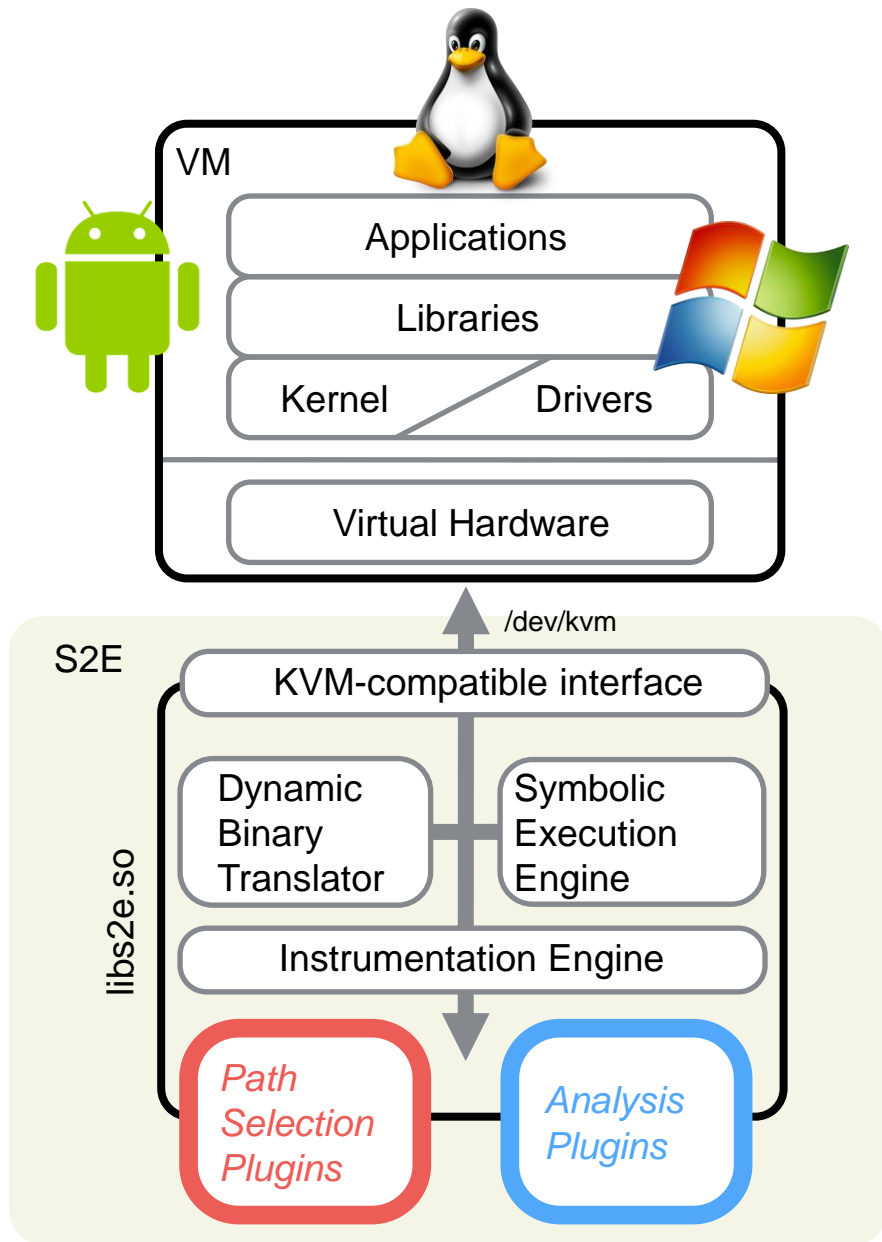 VM
Applications
Libraries
Kernel
Drivers
Virtual Hardware
/dev/kvm
S2E
KVM-compatible interface
Dynamic
Binary
Translator
Symbolic
Execution
Engine
libs2e.so
Instrumentation Engine
Path
Selection
Plugins
Analysis
Plugins